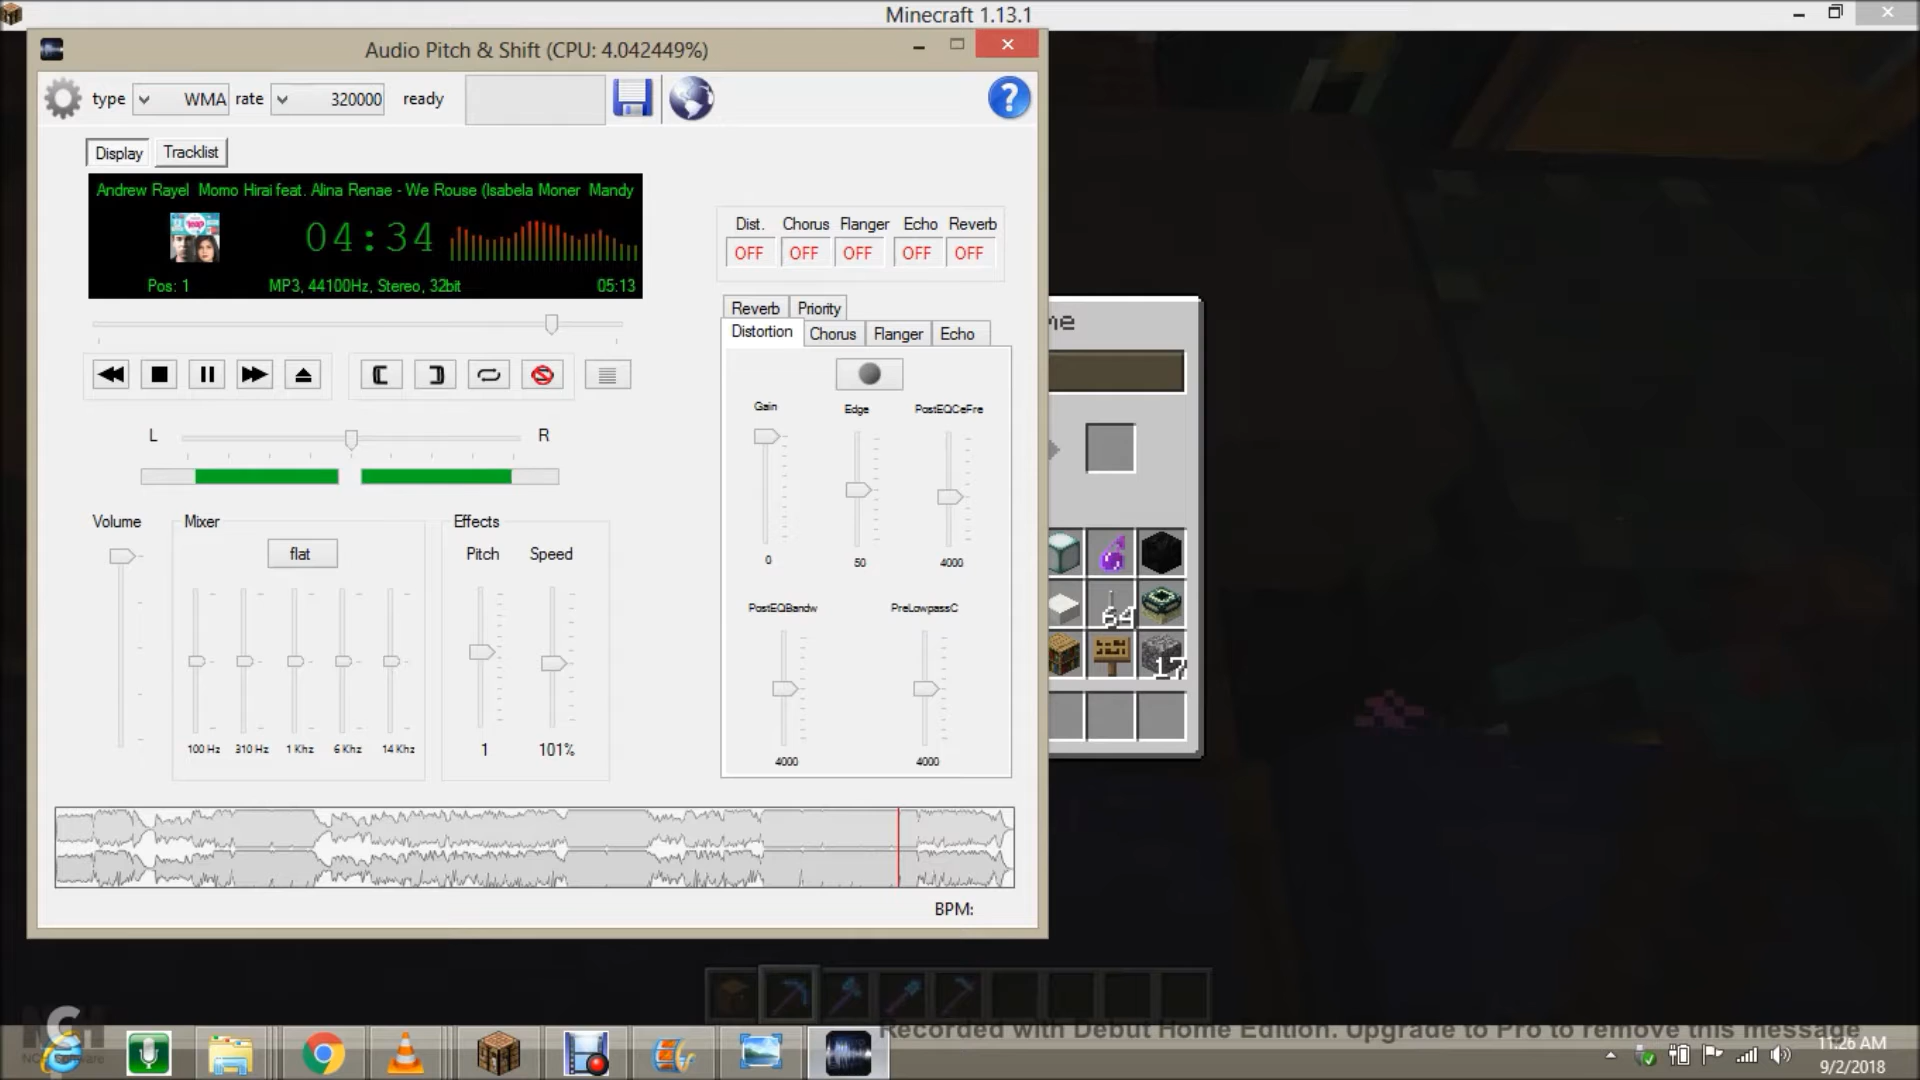 Minecraft 1.13.1
Audio Pitch & Shift (CPU: 4.042449%)
type WMA rate 320000 ready
?
Display Tracklist
Andrew Rayel Momo Hirai feat. Alina Renae - We Rouse (Isabela Moner Mandy
04:34
Pos: 1 MP3, 44100Hz, Stereo, 32bit 05:13
Dist. Chorus Flanger Echo Reverb
OFF OFF OFF OFF OFF
Reverb Priority
Distortion Chorus Flanger Echo
Gain Edge PostEQCeFre
0 50 4000
PostEQBandw PreLowpassC
4000 4000
L R
Volume Mixer Effects
flat Pitch Speed
100 Hz 310 Hz 1 Khz 6 Khz 14 Khz 1 101%
BPM:
me
64
17
Recorded with Debut Home Edition. Upgrade to Pro to remove this message
11:26 AM
9/2/2018